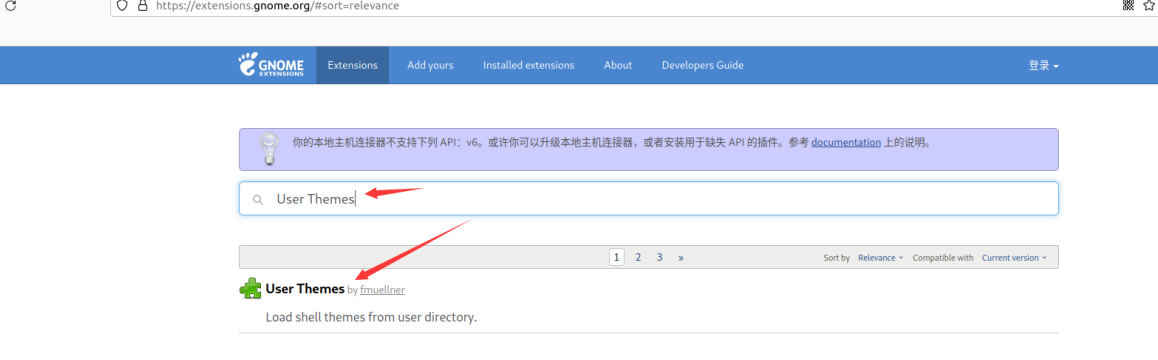 https://extensions.gnome.org/#sort=relevance
GNOME EXTENSIONS Extensions Add yours Installed extensions About Developers Guide 登录
你的本地主机连接器不支持下列 API：v6。或许你可以升级本地主机连接器，或者安装用于缺失 API 的插件。参考 documentation 上的说明。
User Themes
1 2 3 » Sort by Relevance Compatible with Current version
User Themes by fmuellner
Load shell themes from user directory.